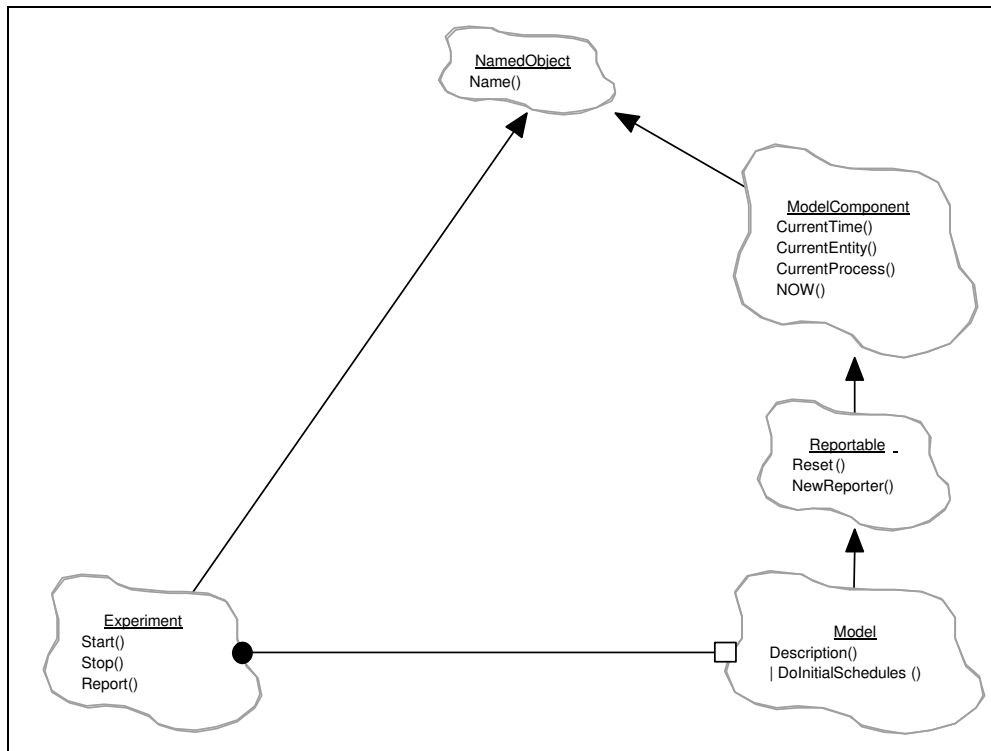 NamedObject
Name()
ModelComponent
CurrentTime()
CurrentEntity()
CurrentProcess()
NOW()
Reportable _
Reset()
NewReporter()
Experiment
Start()
Stop()
Report()
Model
Description()
| DoInitialSchedules ()